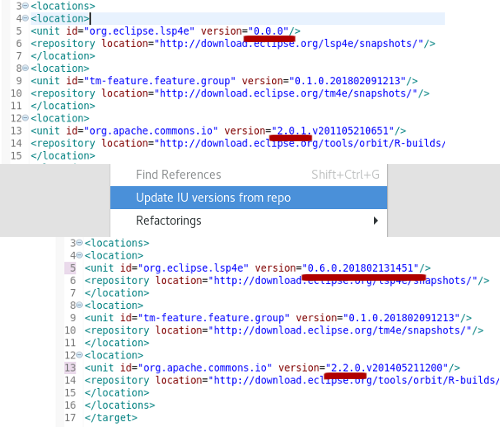 3 <locations>
4 <location>
5 <unit id="org.eclipse.lsp4e" version="0.0.0"/>
6 <repository location="http://download.eclipse.org/lsp4e/snapshots/"/>
7 </location>
8 <location>
9 <unit id="tm-feature.feature.group" version="0.1.0.201802091213"/>
10 <repository location="http://download.eclipse.org/tm4e/snapshots/"/>
11 </location>
12 <location>
13 <unit id="org.apache.commons.io" version="2.0.1.v201105210651"/>
14 <repository location="http://download.eclipse.org/tools/orbit/R-builds/
15 </location>
Find References Shift+Ctrl+G
Update IU versions from repo
Refactorings
3 <locations>
4 <location>
5 <unit id="org.eclipse.lsp4e" version="0.6.0.201802131451"/>
6 <repository location="http://download.eclipse.org/lsp4e/snapshots/"/>
7 </location>
8 <location>
9 <unit id="tm-feature.feature.group" version="0.1.0.201802091213"/>
10 <repository location="http://download.eclipse.org/tm4e/snapshots/"/>
11 </location>
12 <location>
13 <unit id="org.apache.commons.io" version="2.2.0.v201405211200"/>
14 <repository location="http://download.eclipse.org/tools/orbit/R-builds/
15 </location>
16 </locations>
17 </target>